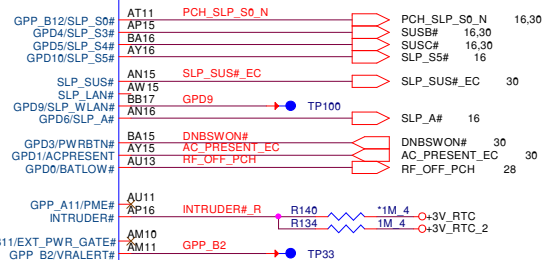 GPP_B12/SLP_S0# AT11 PCH_SLP_S0_N PCH_SLP_S0_N 16,30
GPD4/SLP_S3# AP15 SUSB# 16,30
GPD5/SLP_S4# BA16 SUSC# 16,30
GPD10/SLP_S5# AY16 SLP_S5# 16
SLP_SUS# AN15 SLP_SUS#_EC SLP_SUS#_EC 30
SLP_LAN# AW15
GPD9/SLP_WLAN# BB17 GPD9 TP100
GPD6/SLP_A# AN16 SLP_A# 16
GPD3/PWRBTN# BA15 DNBSWON# DNBSWON# 30
GPD1/ACPRESENT AY15 AC_PRESENT_EC AC_PRESENT_EC 30
GPD0/BATLOW# AU13 RF_OFF_PCH RF_OFF_PCH 28
GPP_A11/PME# AU11
INTRUDER# AP16 INTRUDER#_R R140 *1M_4 +3V_RTC
R134 1M_4 +3V_RTC_2
B11/EXT_PWR_GATE# AM10
GPP_B2/VRALERT# AM11 GPP_B2 TP33